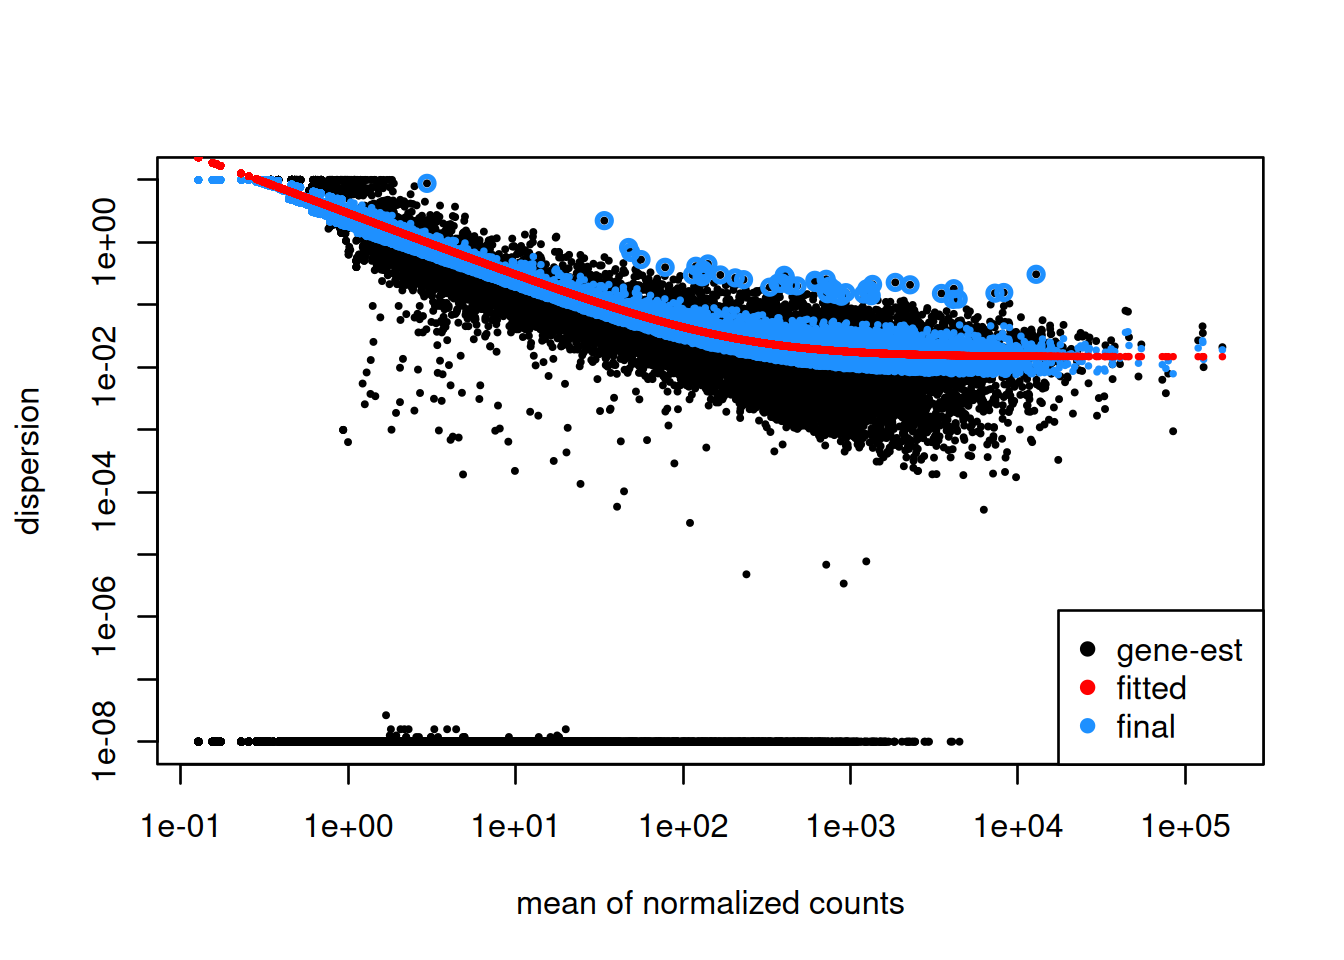 dispersion
1e+00
1e-02
1e-04
1e-06
1e-08
gene-est
fitted
final
1e-01 1e+00 1e+01 1e+02 1e+03 1e+04 1e+05
mean of normalized counts